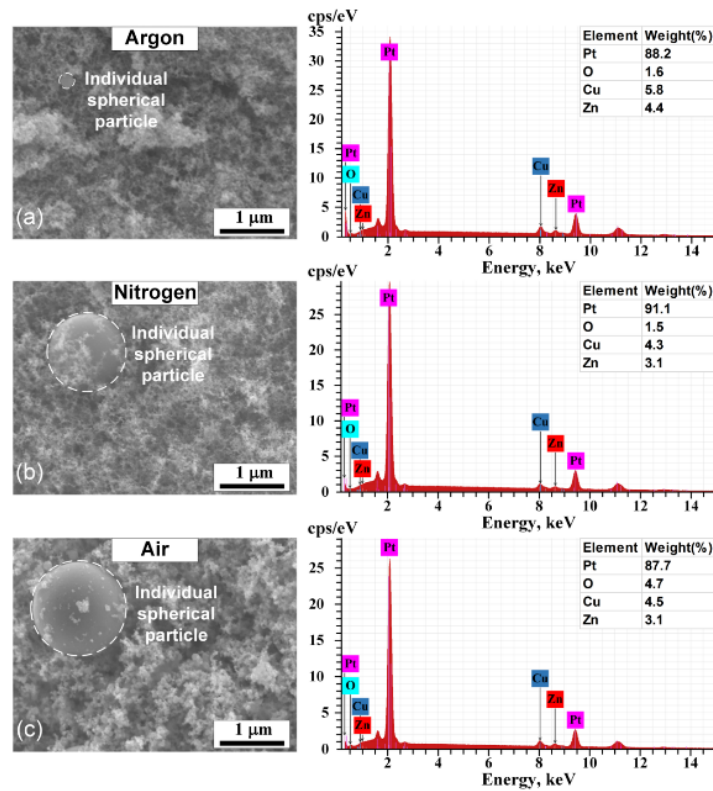 Argon
Individual
spherical
particle
(a)
1 µm
cps/eV
35
30
25
20
15
10
5
0
2 4 6 8 10 12 14
Energy, keV
Pt
Pt
O
Cu
Zn
Cu
Zn
Pt
Element Weight(%)
Pt 88.2
O 1.6
Cu 5.8
Zn 4.4
Nitrogen
Individual
spherical
particle
(b)
1 µm
cps/eV
25
20
15
10
5
0
2 4 6 8 10 12 14
Energy, keV
Pt
Pt
O
Cu
Zn
Cu
Zn
Pt
Element Weight(%)
Pt 91.1
O 1.5
Cu 4.3
Zn 3.1
Air
Individual
spherical
particle
(c)
1 µm
cps/eV
25
20
15
10
5
0
2 4 6 8 10 12 14
Energy, keV
Pt
Pt
O
Cu
Zn
Cu
Zn
Pt
Element Weight(%)
Pt 87.7
O 4.7
Cu 4.5
Zn 3.1